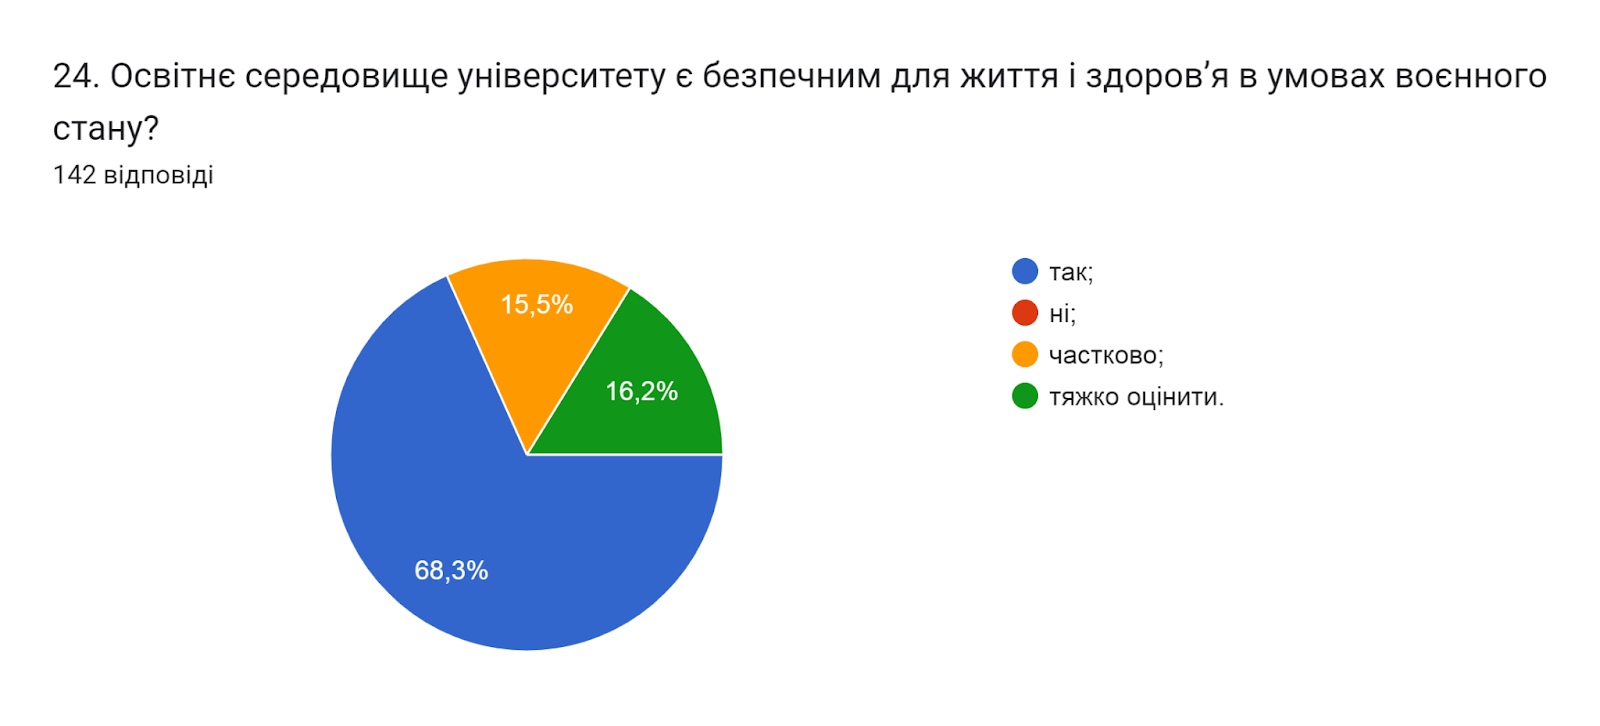 24. Освітнє середовище університету є безпечним для життя і здоров’я в умовах воєнного
стану?
142 відповіді
так;
ні;
частково;
тяжко оцінити.
15,5%
16,2%
68,3%